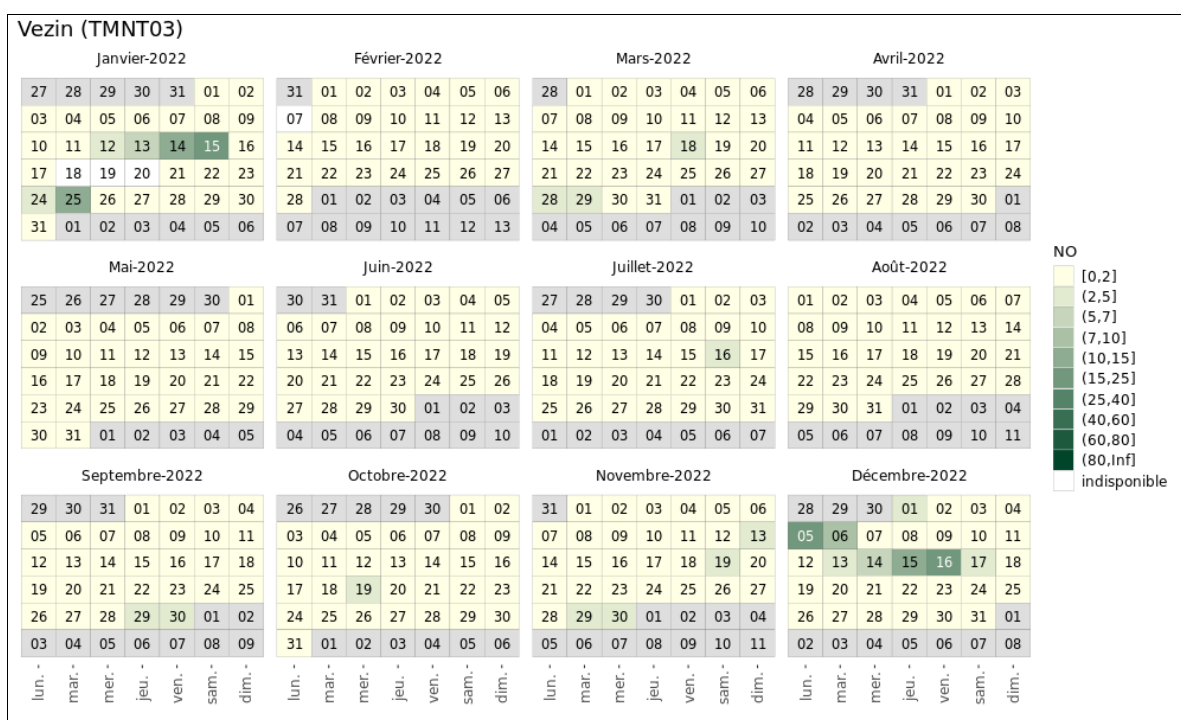 Vezin (TMNT03)
Janvier-2022 Février-2022 Mars-2022 Avril-2022
27 28 29 30 31 01 02 31 01 02 03 04 05 06 28 01 02 03 04 05 06 28 29 30 31 01 02 03
03 04 05 06 07 08 09 07 08 09 10 11 12 13 07 08 09 10 11 12 13 04 05 06 07 08 09 10
10 11 12 13 14 15 16 14 15 16 17 18 19 20 14 15 16 17 18 19 20 11 12 13 14 15 16 17
17 18 19 20 21 22 23 21 22 23 24 25 26 27 21 22 23 24 25 26 27 18 19 20 21 22 23 24
24 25 26 27 28 29 30 28 01 02 03 04 05 06 28 29 30 31 01 02 03 25 26 27 28 29 30 01
31 01 02 03 04 05 06 07 08 09 10 11 12 13 04 05 06 07 08 09 10 02 03 04 05 06 07 08
Mai-2022 Juin-2022 Juillet-2022 Août-2022
25 26 27 28 29 30 01 30 31 01 02 03 04 05 27 28 29 30 01 02 03 01 02 03 04 05 06 07
02 03 04 05 06 07 08 06 07 08 09 10 11 12 04 05 06 07 08 09 10 08 09 10 11 12 13 14
09 10 11 12 13 14 15 13 14 15 16 17 18 19 11 12 13 14 15 16 17 15 16 17 18 19 20 21
16 17 18 19 20 21 22 20 21 22 23 24 25 26 18 19 20 21 22 23 24 22 23 24 25 26 27 28
23 24 25 26 27 28 29 27 28 29 30 01 02 03 25 26 27 28 29 30 31 29 30 31 01 02 03 04
30 31 01 02 03 04 05 04 05 06 07 08 09 10 01 02 03 04 05 06 07 05 06 07 08 09 10 11
Septembre-2022 Octobre-2022 Novembre-2022 Décembre-2022
29 30 31 01 02 03 04 26 27 28 29 30 01 02 31 01 02 03 04 05 06 28 29 30 01 02 03 04
05 06 07 08 09 10 11 03 04 05 06 07 08 09 07 08 09 10 11 12 13 05 06 07 08 09 10 11
12 13 14 15 16 17 18 10 11 12 13 14 15 16 14 15 16 17 18 19 20 12 13 14 15 16 17 18
19 20 21 22 23 24 25 17 18 19 20 21 22 23 21 22 23 24 25 26 27 19 20 21 22 23 24 25
26 27 28 29 30 01 02 24 25 26 27 28 29 30 28 29 30 01 02 03 04 26 27 28 29 30 31 01
03 04 05 06 07 08 09 31 01 02 03 04 05 06 05 06 07 08 09 10 11 02 03 04 05 06 07 08
lun. mar. mer. jeu. ven. sam. dim. lun. mar. mer. jeu. ven. sam. dim. lun. mar. mer. jeu. ven. sam. dim. lun. mar. mer. jeu. ven. sam. dim.
NO
[0,2]
(2,5]
(5,7]
(7,10]
(10,15]
(15,25]
(25,40]
(40,60]
(60,80]
(80,Inf]
indisponible